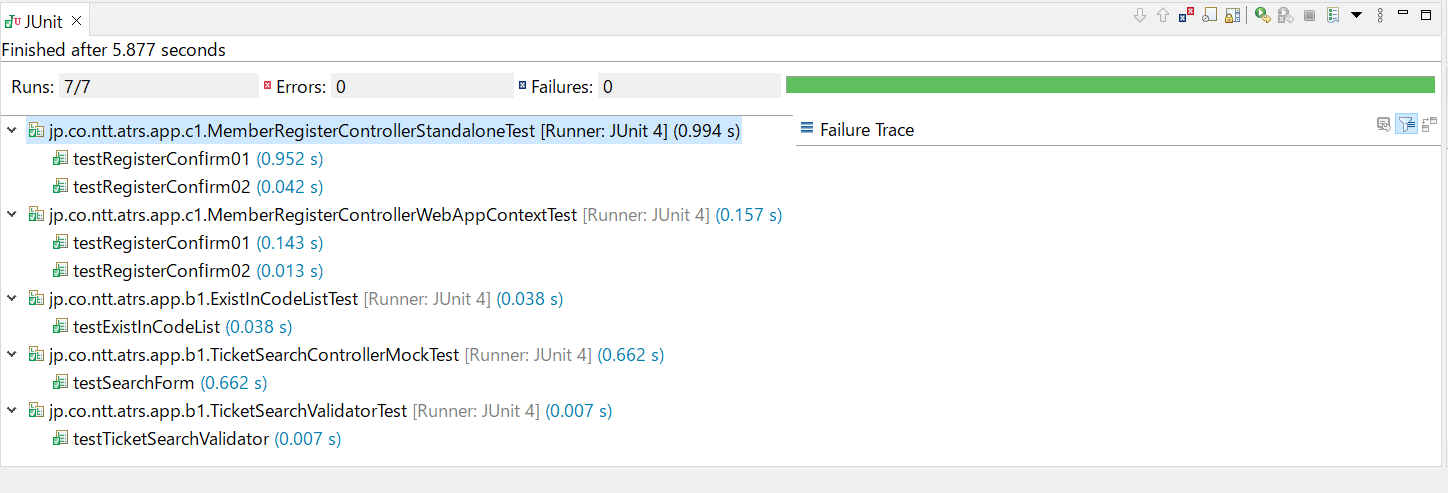 JUnit
Finished after 5.877 seconds
Runs: 7/7 Errors: 0 Failures: 0
jp.co.ntt.atrs.app.c1.MemberRegisterControllerStandaloneTest [Runner: JUnit 4] (0.994 s)
Failure Trace
testRegisterConfirm01 (0.952 s)
testRegisterConfirm02 (0.042 s)
jp.co.ntt.atrs.app.c1.MemberRegisterControllerWebAppContextTest [Runner: JUnit 4] (0.157 s)
testRegisterConfirm01 (0.143 s)
testRegisterConfirm02 (0.013 s)
jp.co.ntt.atrs.app.b1.ExistInCodeListTest [Runner: JUnit 4] (0.038 s)
testExistInCodeList (0.038 s)
jp.co.ntt.atrs.app.b1.TicketSearchControllerMockTest [Runner: JUnit 4] (0.662 s)
testSearchForm (0.662 s)
jp.co.ntt.atrs.app.b1.TicketSearchValidatorTest [Runner: JUnit 4] (0.007 s)
testTicketSearchValidator (0.007 s)